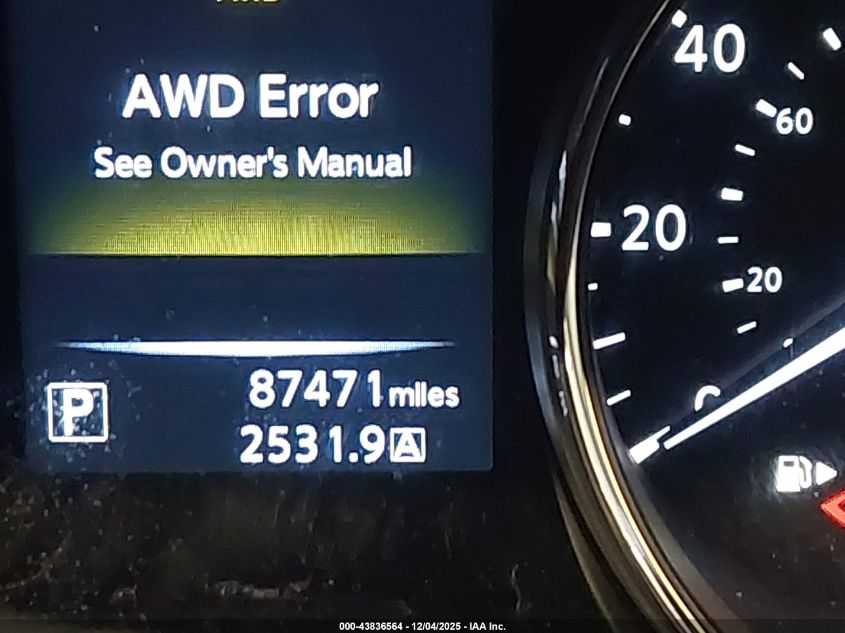 AWD Error
See Owner's Manual
P
87471 miles
2531.9 A
40
60
20
20
000-43836564 - 12/04/2025 - IAA Inc.